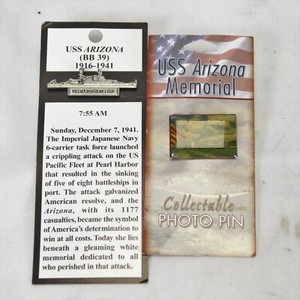 USS ARIZONA
(BB 39)
1916-1941
7:55 AM
Sunday, December 7, 1941.
The Imperial Japanese Navy
6-carrier task force launched
a crippling attack on the US
Pacific Fleet at Pearl Harbor
that resulted in the sinking
of five of eight battleships in
port. The attack galvanized
American resolve, and the
Arizona, with its 1177
casualties, became the symbol
of America's determination to
win at all costs. Today she lies
beneath a gleaming white
memorial dedicated to all
who perished in that attack.
USS Arizona
Memorial
Collectable
PHOTO PIN